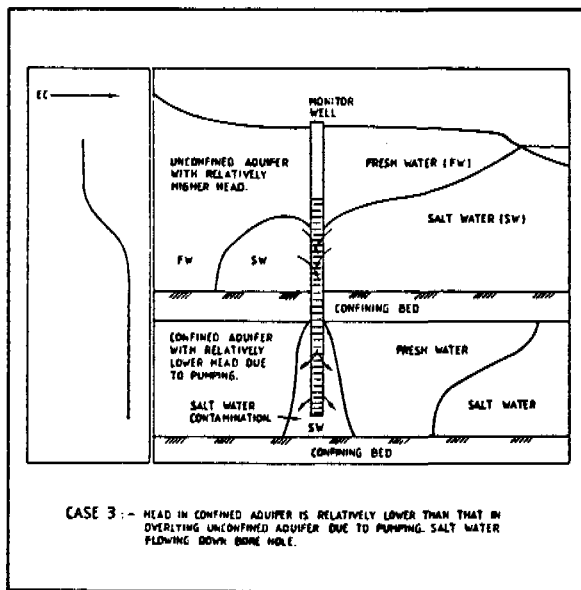 EC
MONITOR
WELL
UNCONFINED AQUIFER
WITH RELATIVELY
HIGHER HEAD.
FRESH WATER (FW)
SALT WATER (SW)
FW
SW
CONFINING BED
CONFINED AQUIFER
WITH RELATIVELY
LOWER HEAD DUE
TO PUMPING.
FRESH WATER
SALT WATER
CONTAMINATION.
SW
SALT WATER
CONFINING BED
CASE 3 :- HEAD IN CONFINED AQUIFER IS RELATIVELY LOWER THAN THAT IN
OVERLYING UNCONFINED AQUIFER DUE TO PUMPING. SALT WATER
FLOWING DOWN BORE HOLE.